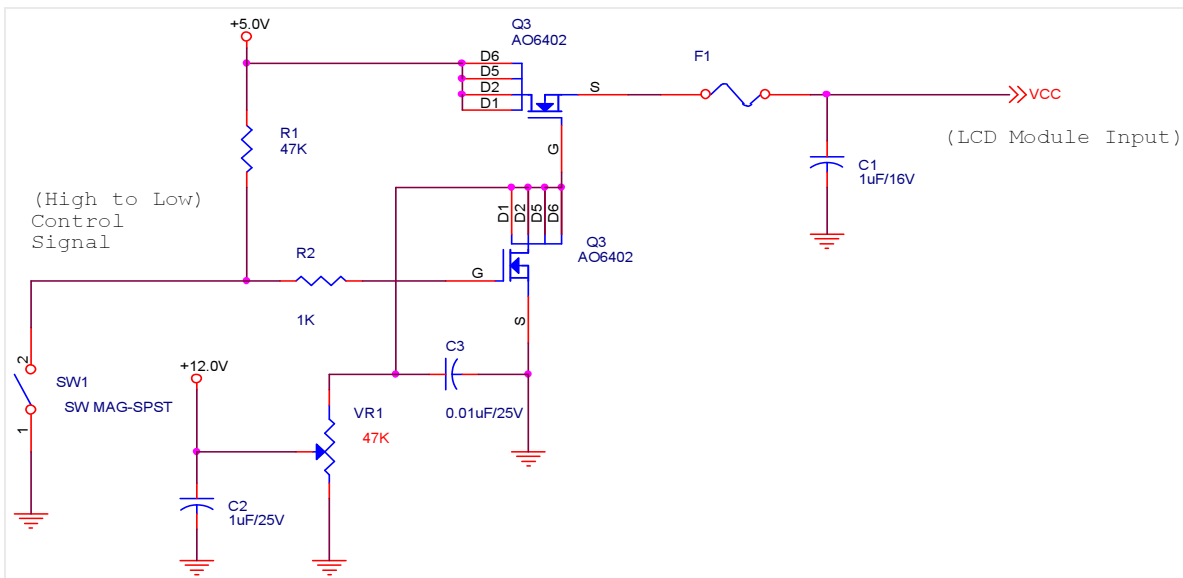 +5.0V
Q3
AO6402
D6
D5
D2
D1
S
G
F1
VCC
(LCD Module Input)
R1
47K
C1
1uF/16V
(High to Low)
Control
Signal
D1
D2
D5
D6
Q3
AO6402
R2
1K
G
S
+12.0V
C3
0.01uF/25V
2
SW1
SW MAG-SPST
1
VR1
47K
C2
1uF/25V